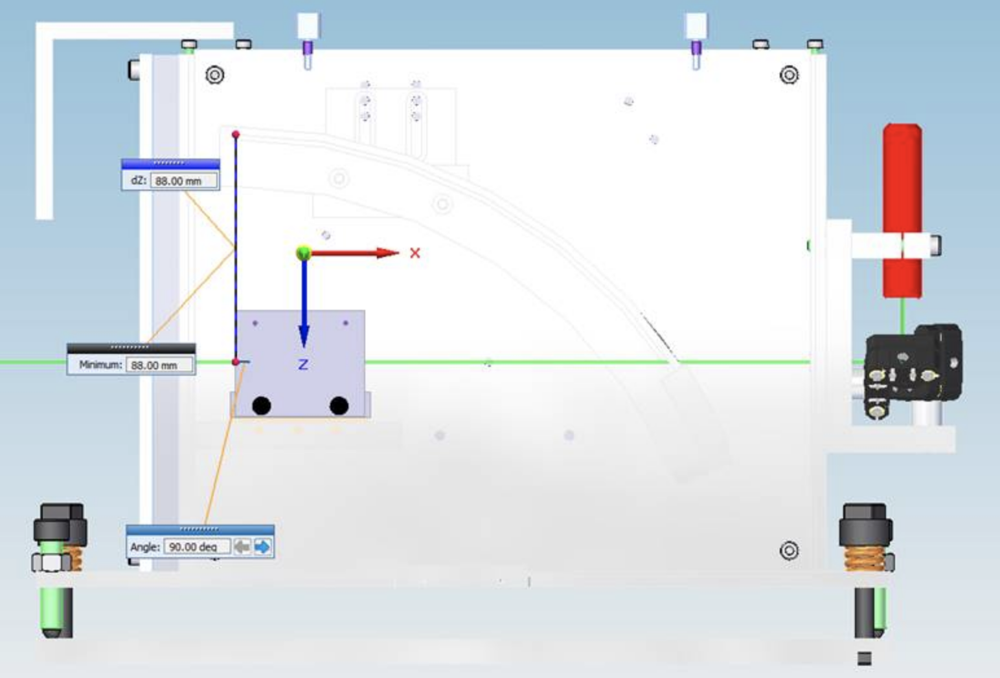 dZ: 88.00 mm
X
Z
Minimum: 88.00 mm
Angle: 90.00 deg